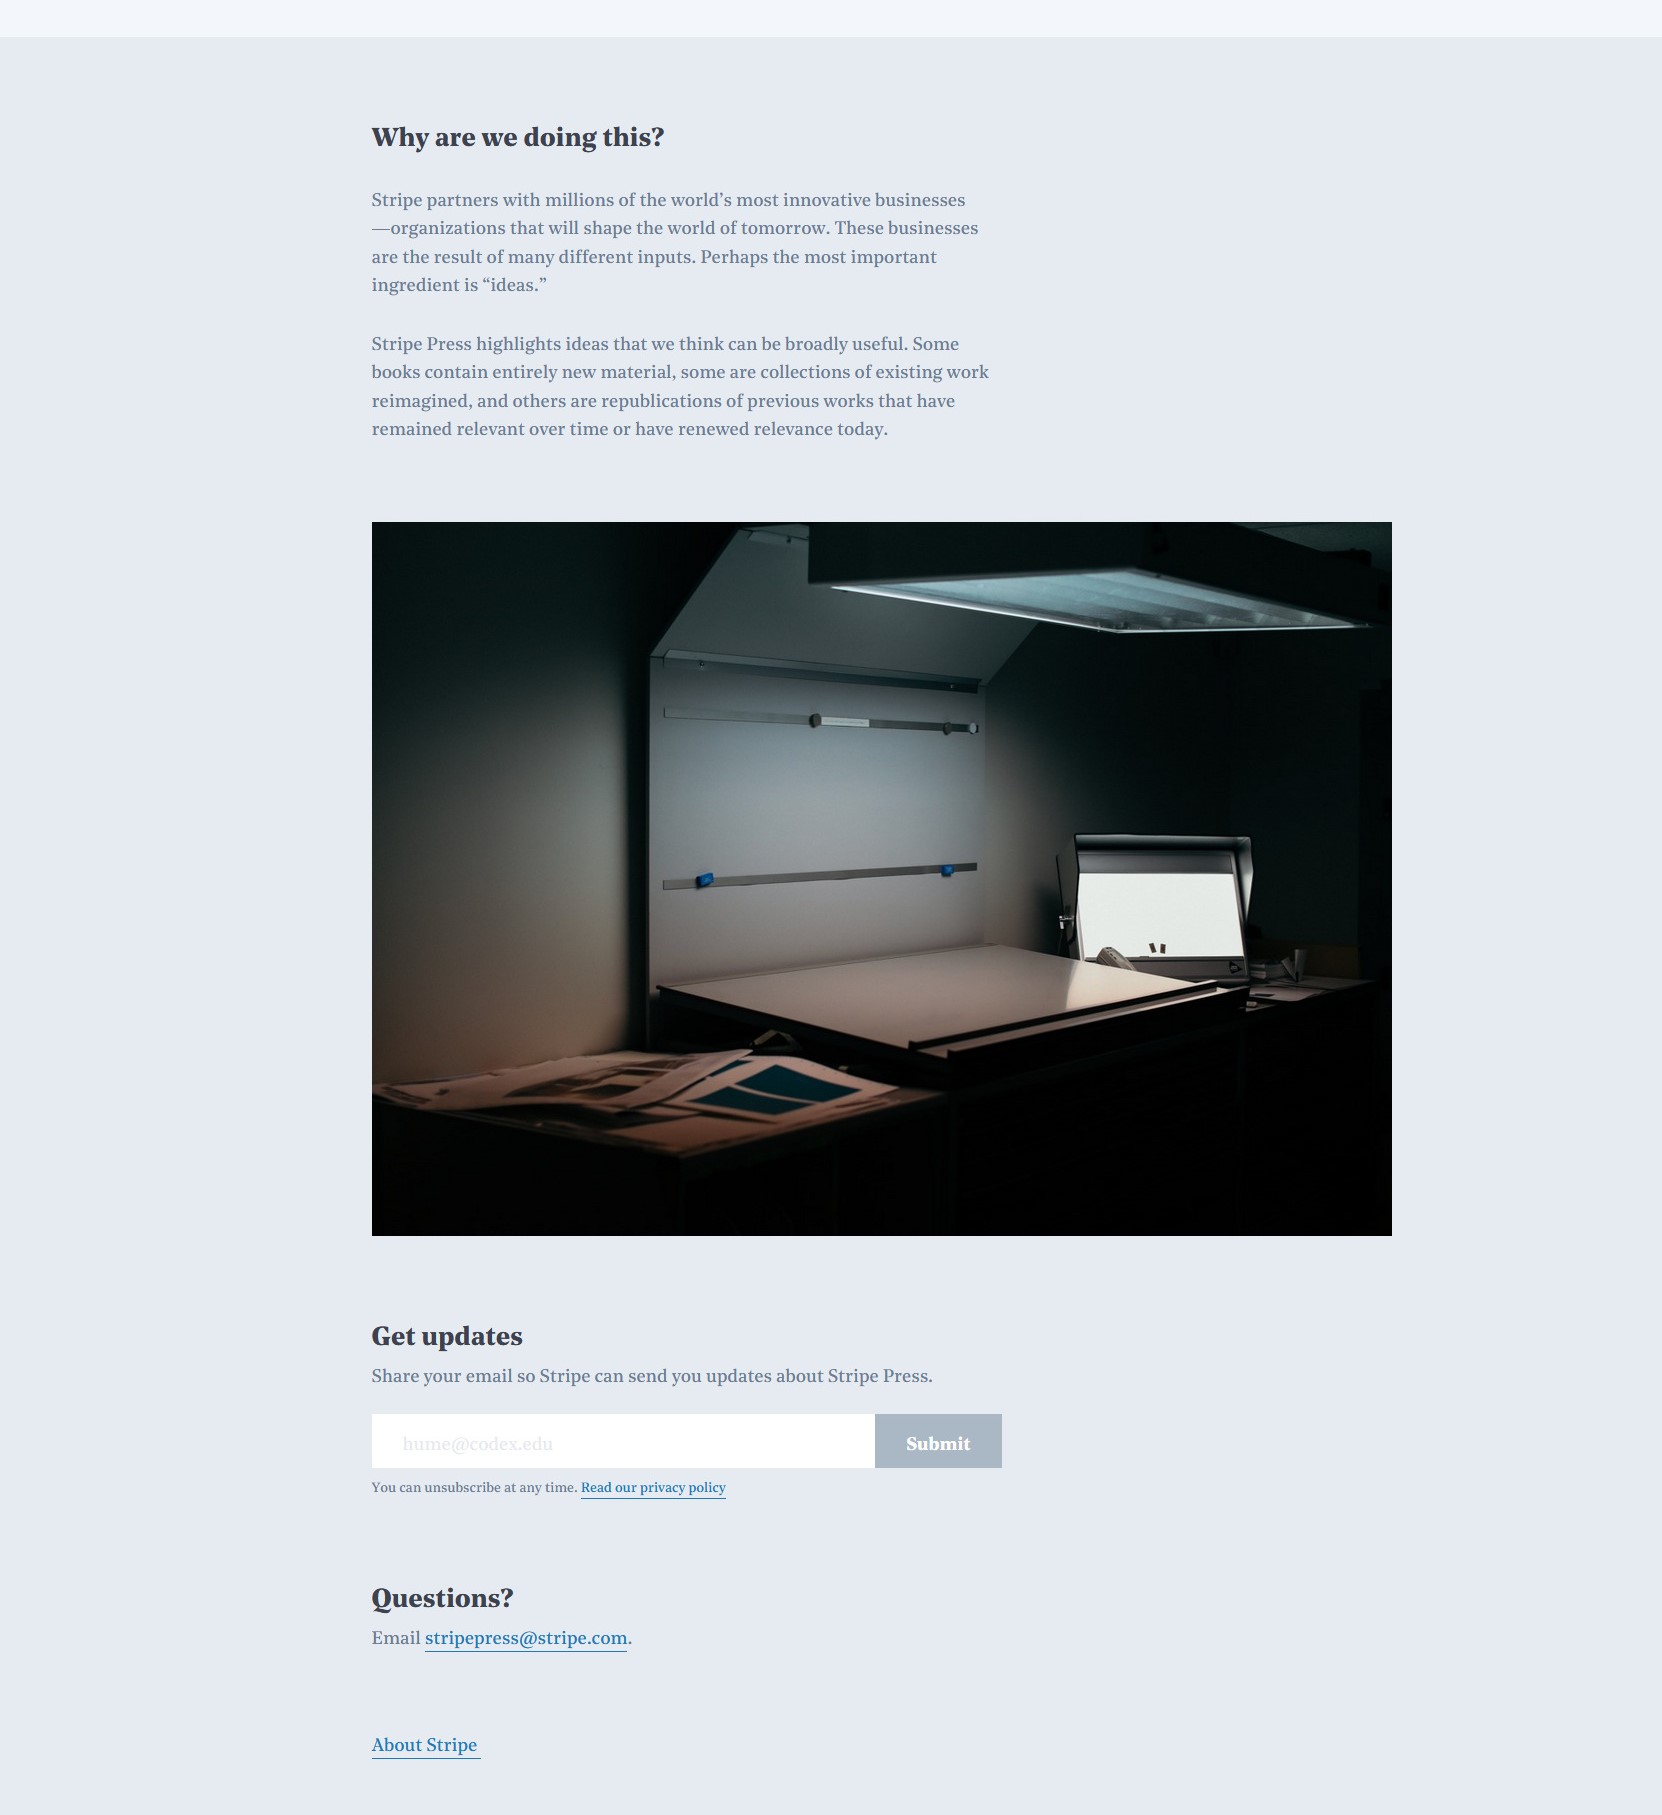 Why are we doing this?
Stripe partners with millions of the world’s most innovative businesses
—organizations that will shape the world of tomorrow. These businesses
are the result of many different inputs. Perhaps the most important
ingredient is “ideas.”
Stripe Press highlights ideas that we think can be broadly useful. Some
books contain entirely new material, some are collections of existing work
reimagined, and others are republications of previous works that have
remained relevant over time or have renewed relevance today.
Get updates
Share your email so Stripe can send you updates about Stripe Press.
hume@codex.edu Submit
You can unsubscribe at any time. Read our privacy policy
Questions?
Email stripepress@stripe.com.
About Stripe